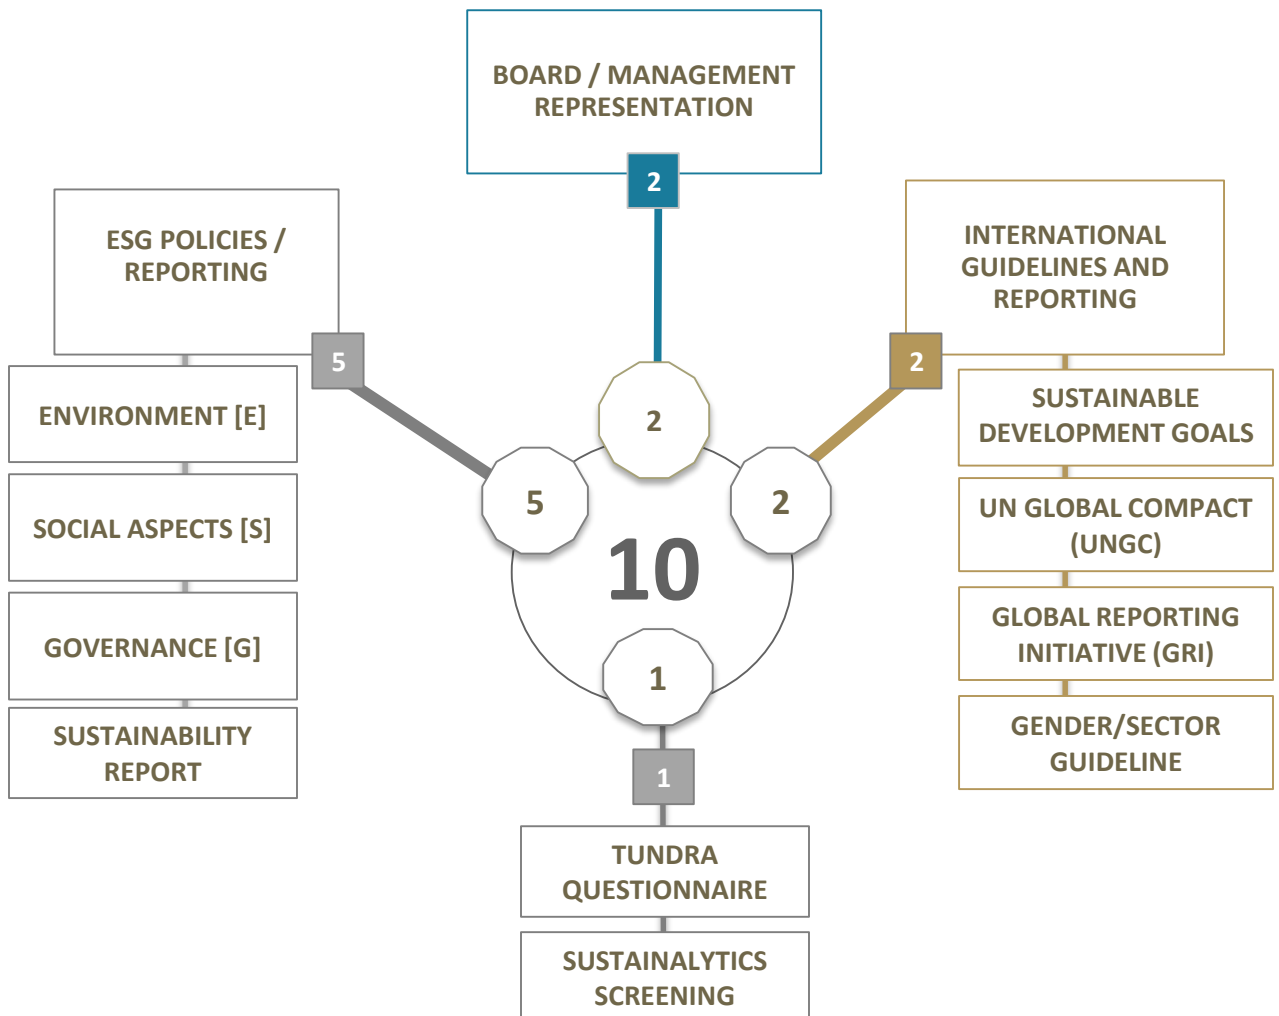 BOARD / MANAGEMENT
REPRESENTATION
2
ESG POLICIES /
REPORTING
5
ENVIRONMENT [E]
SOCIAL ASPECTS [S]
GOVERNANCE [G]
SUSTAINABILITY
REPORT
INTERNATIONAL
GUIDELINES AND
REPORTING
2
SUSTAINABLE
DEVELOPMENT GOALS
UN GLOBAL COMPACT
(UNGC)
GLOBAL REPORTING
INITIATIVE (GRI)
GENDER/SECTOR
GUIDELINE
2
5
2
10
1
1
TUNDRA
QUESTIONNAIRE
SUSTAINALYTICS
SCREENING